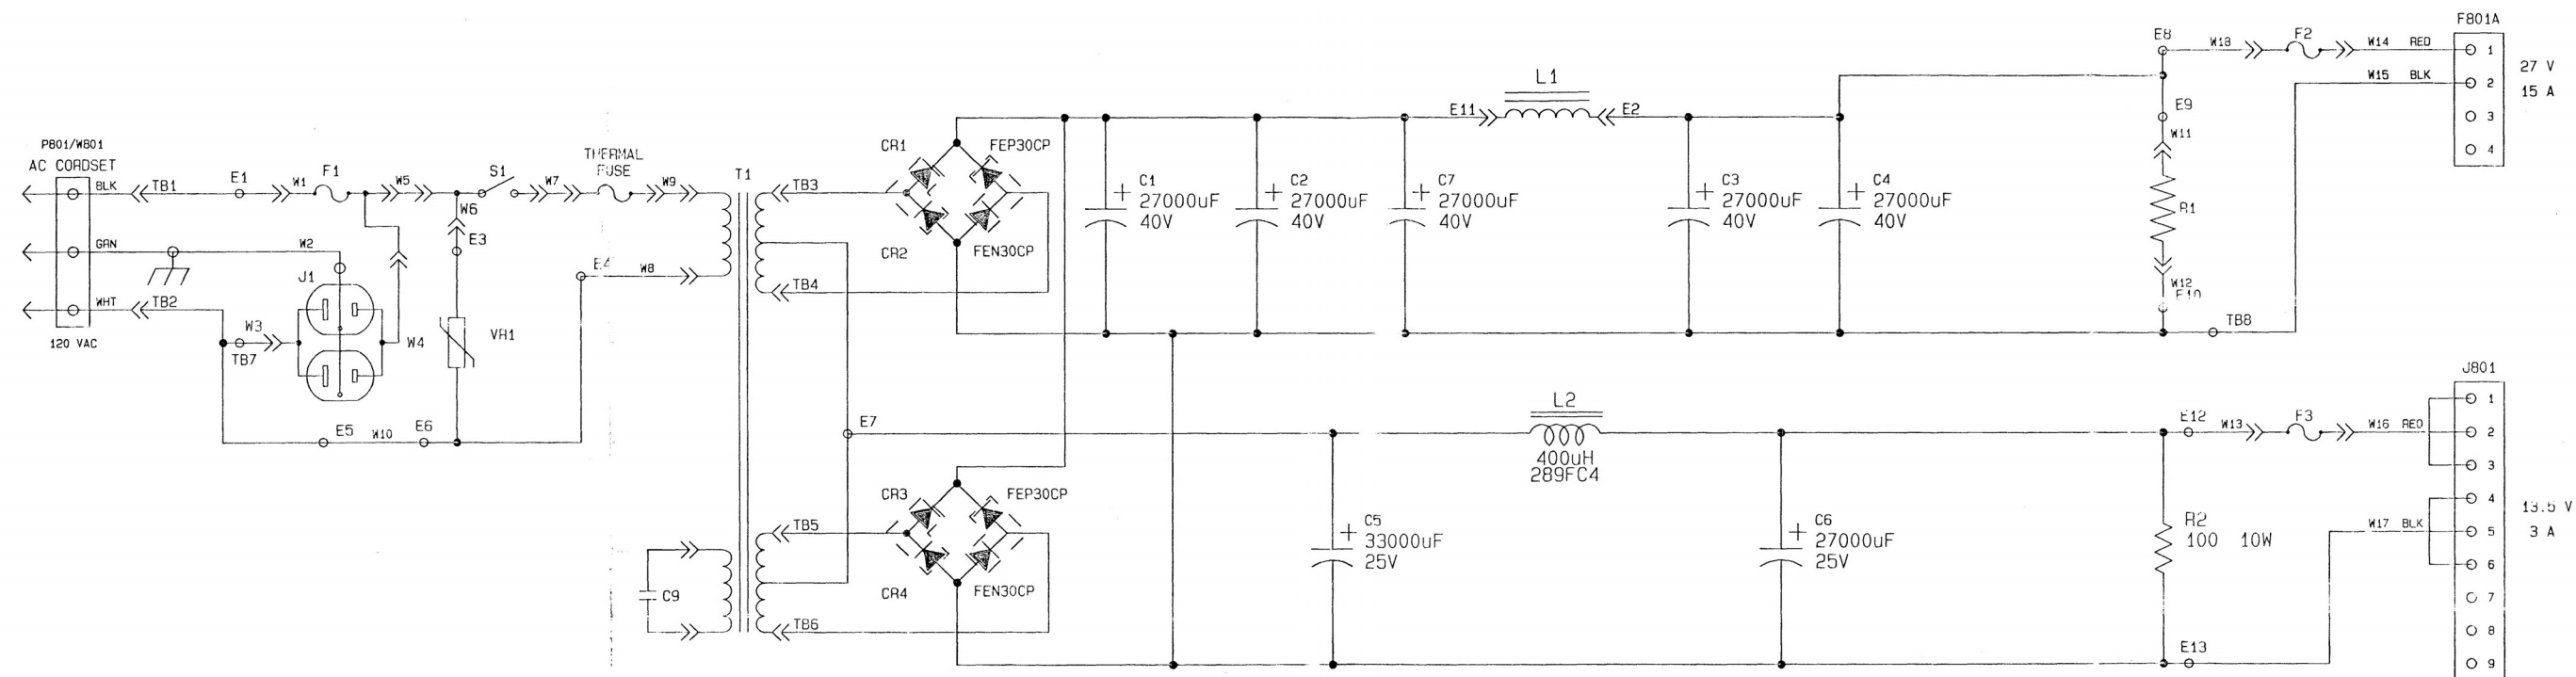 P801/W801
AC CORDSET
BLK
TB1
E1
W1
F1
W5
S1
W7
THERMAL
FUSE
W9
T1
W6
E3
GRN
W2
J1
WHT
TB2
120 VAC
W3
TB7
W4
VR1
E4
W8
E5
W10
E6
C9
TB3
TB4
CR1
FEP30CP
CR2
FEN30CP
C1
27000uF
40V
C2
27000uF
40V
C7
27000uF
40V
E11
L1
E2
C3
27000uF
40V
C4
27000uF
40V
E8
W18
F2
W14 RED
W15 BLK
F801A
1
2
3
4
27 V
15 A
E9
W11
R1
W12
E10
TB8
E7
TB5
TB6
CR3
FEP30CP
CR4
FEN30CP
C5
33000uF
25V
L2
400uH
289FC4
C6
27000uF
25V
E12
W13
F3
W16 RED
R2
100 10W
W17 BLK
E13
J801
1
2
3
4
5
6
7
8
9
13.5 V
3 A